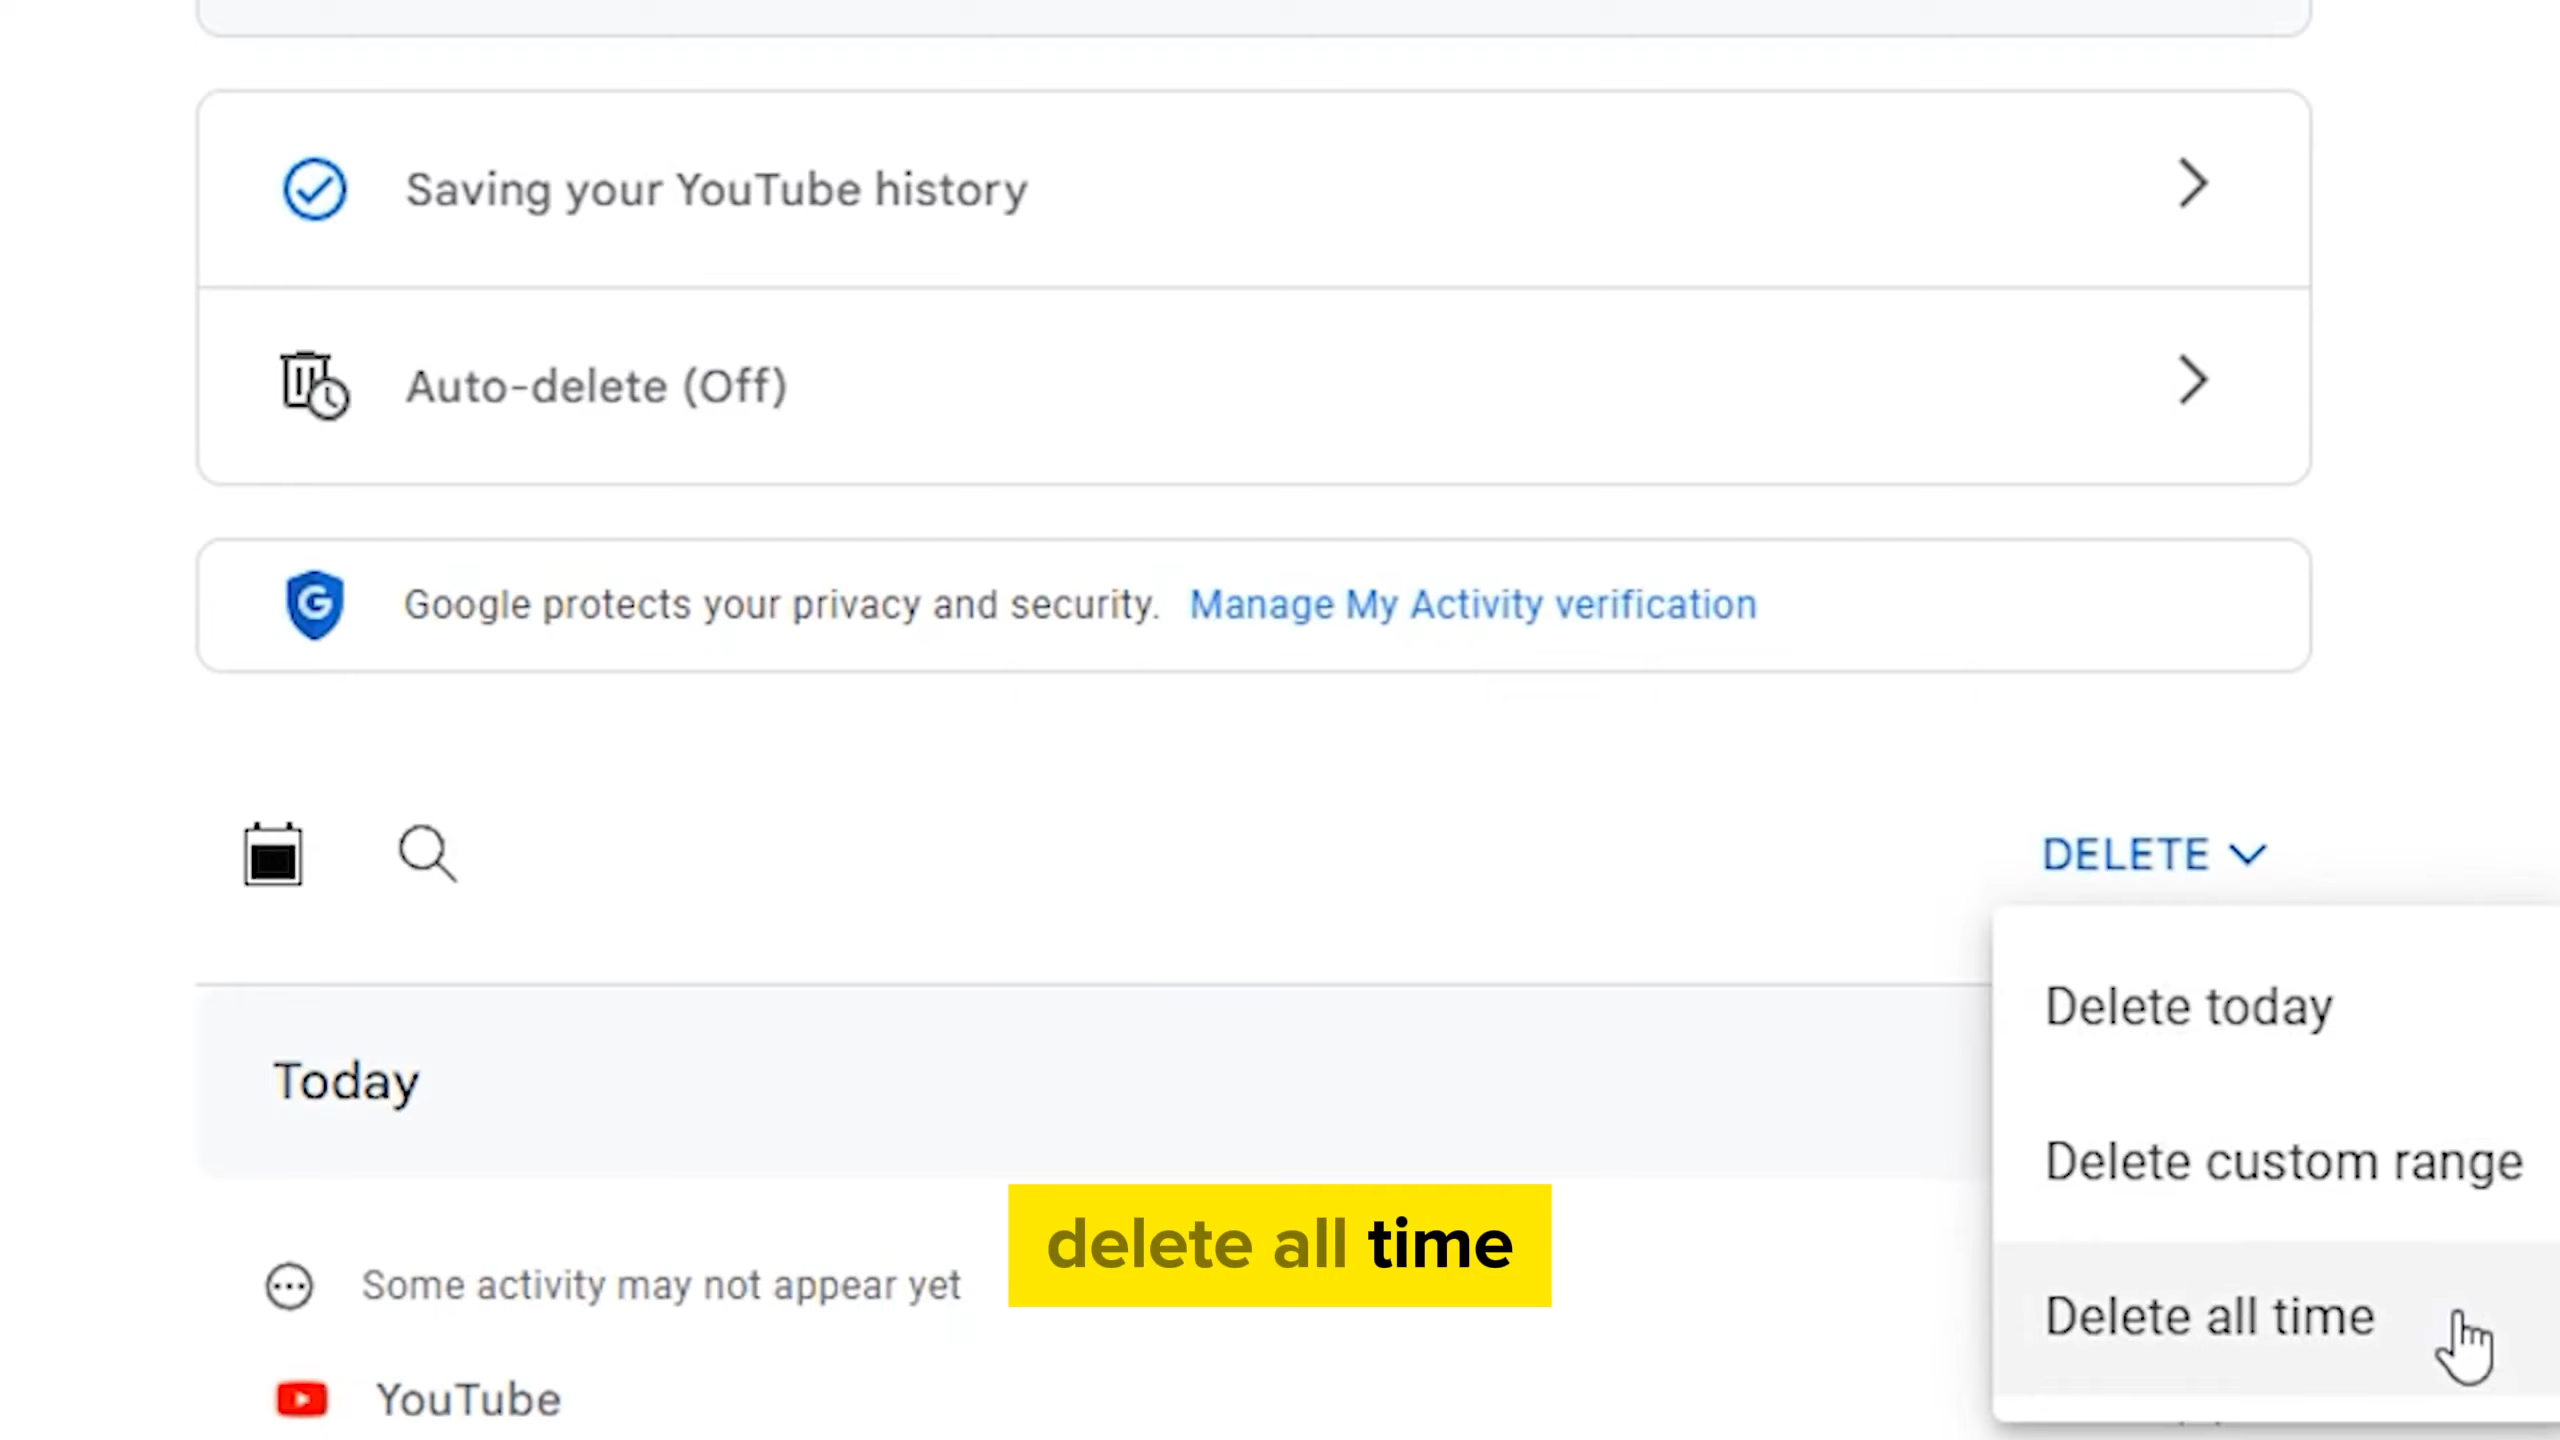 Saving your YouTube history
Auto-delete (Off)
Google protects your privacy and security. Manage My Activity verification
DELETE
Delete today
Delete custom range
Delete all time
Today
delete all time
Some activity may not appear yet
YouTube